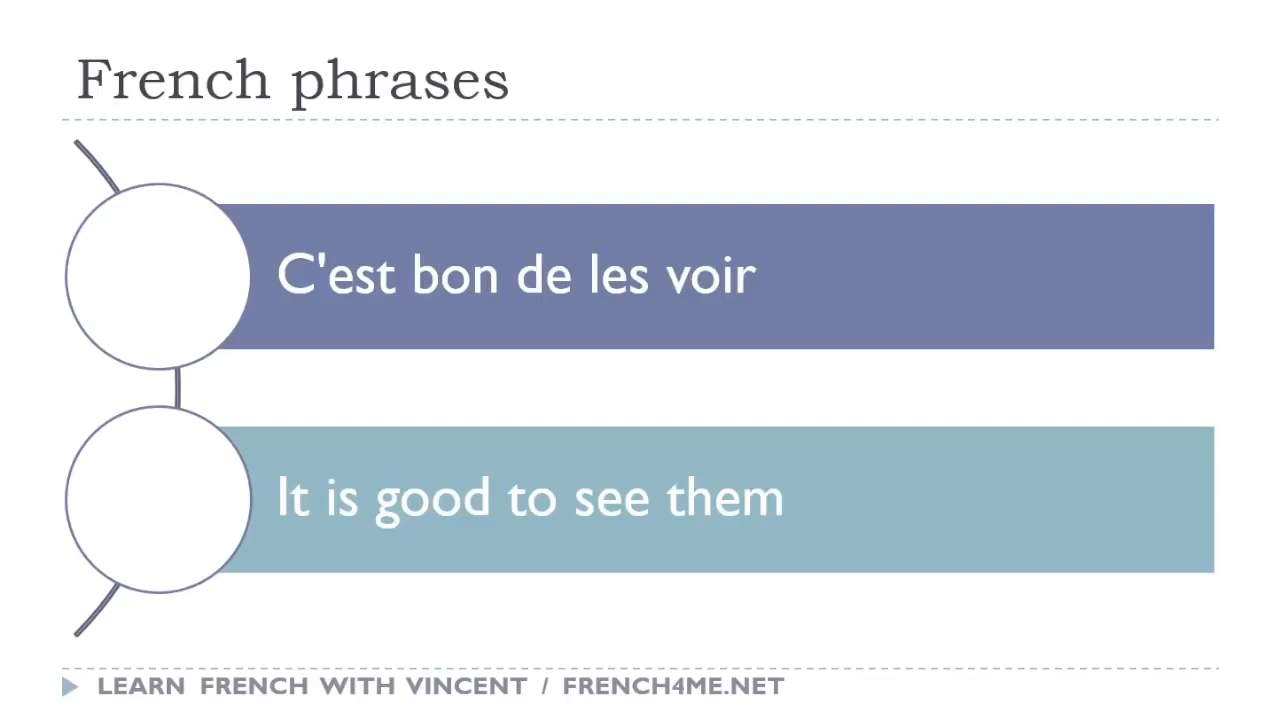 French phrases
C'est bon de les voir
It is good to see them
LEARN FRENCH WITH VINCENT / FRENCH4ME.NET